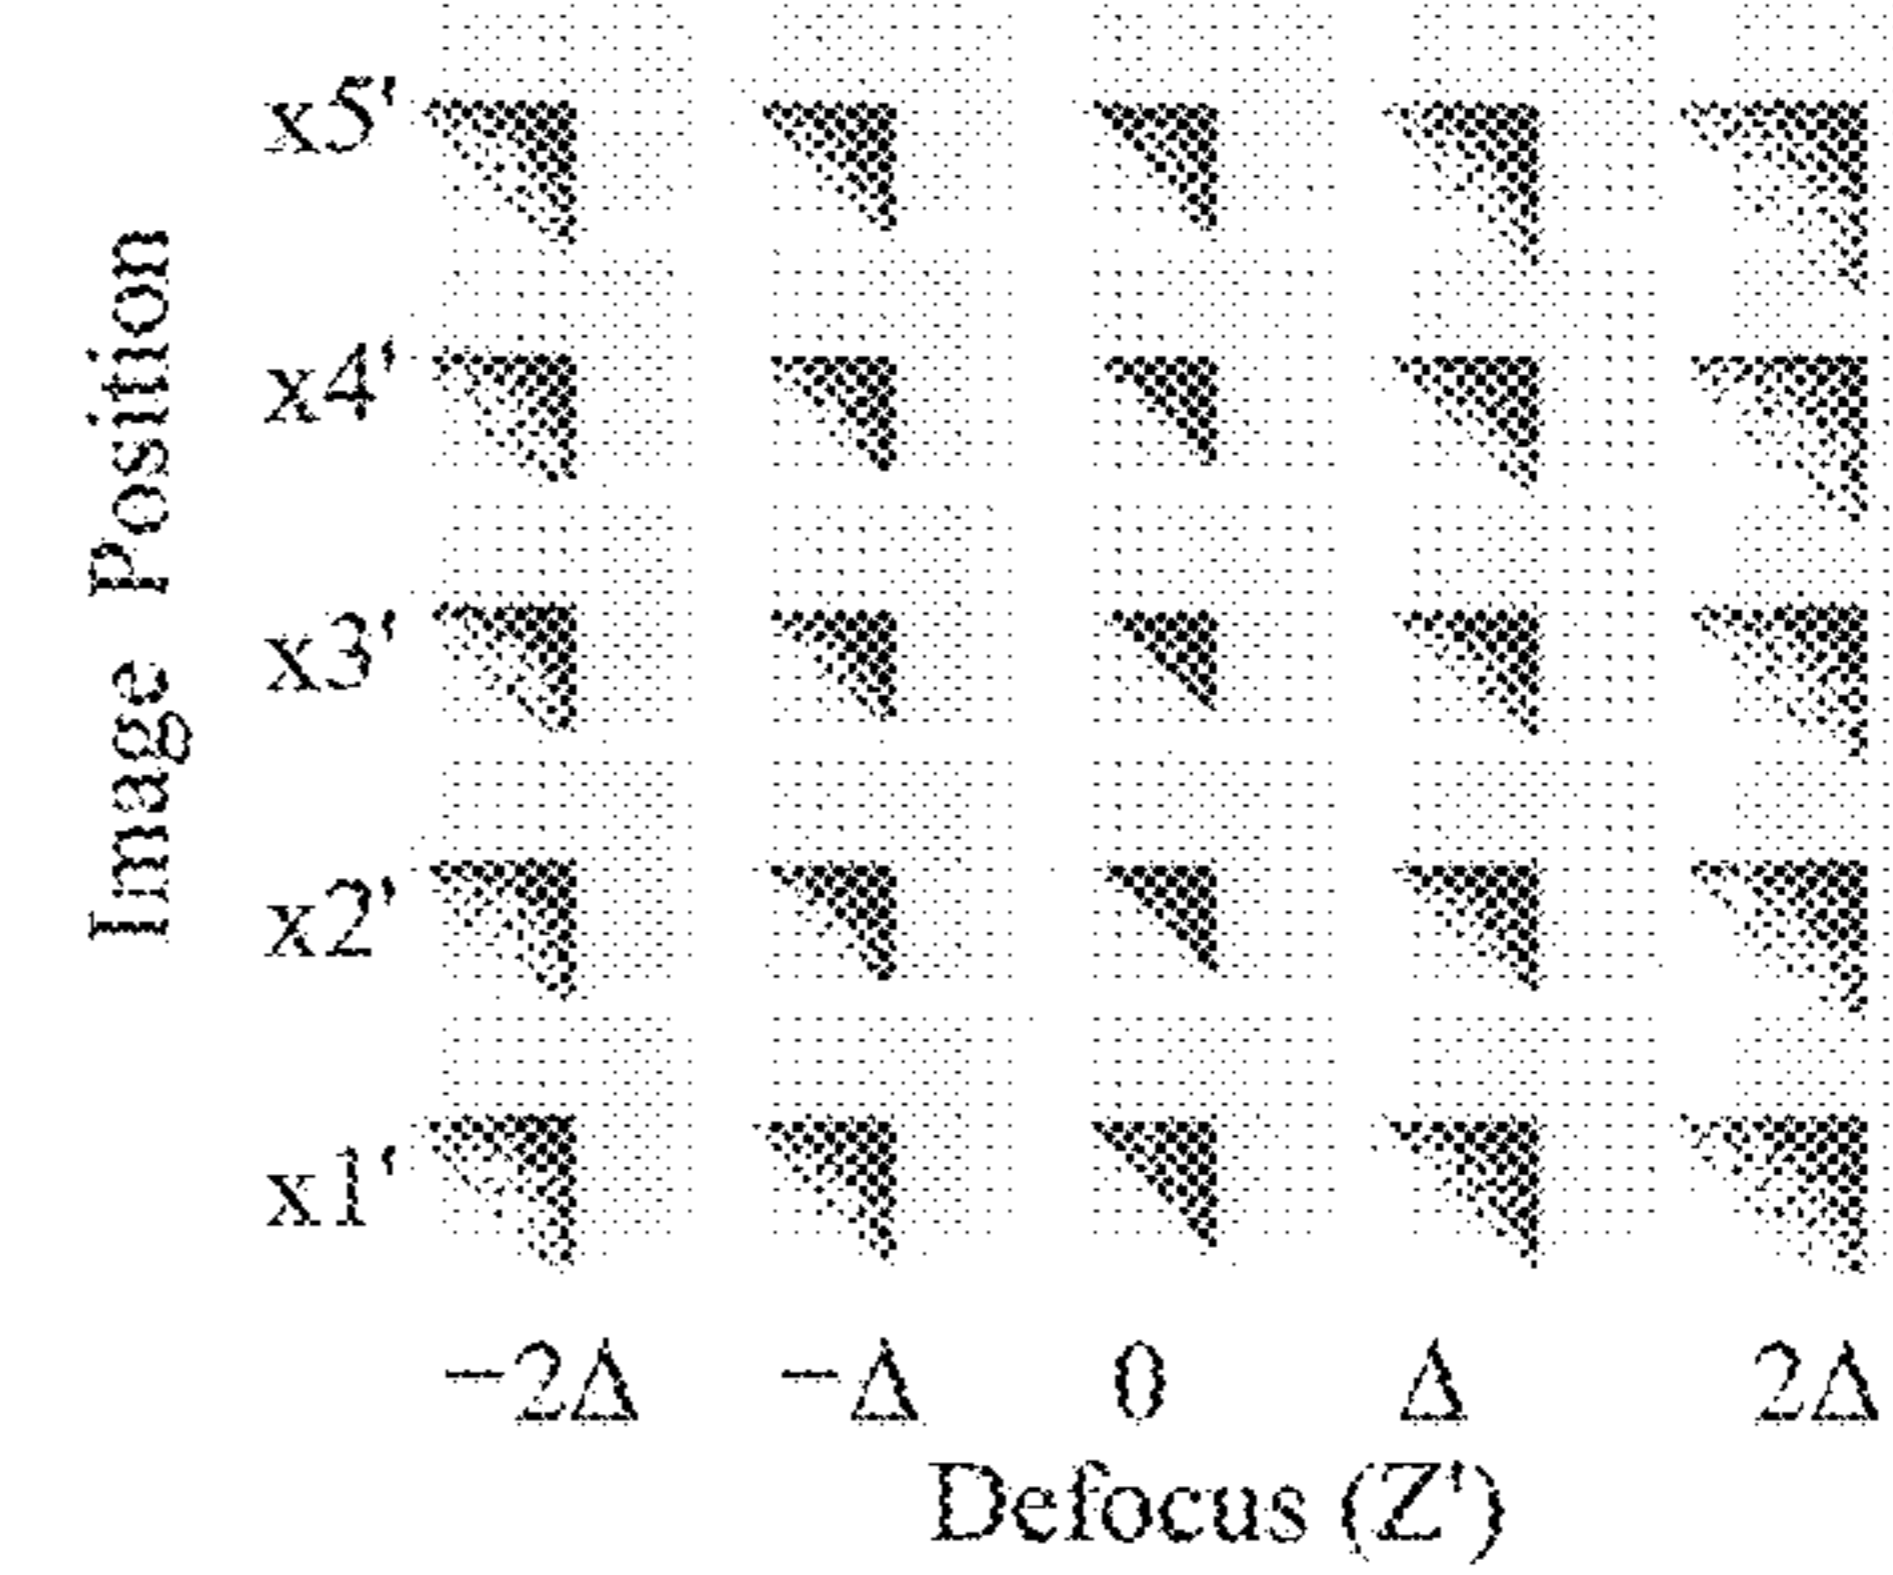 Image Position
x5'
x4'
x3'
x2'
x1'
−2Δ −Δ 0 Δ 2Δ
Defocus (Z')